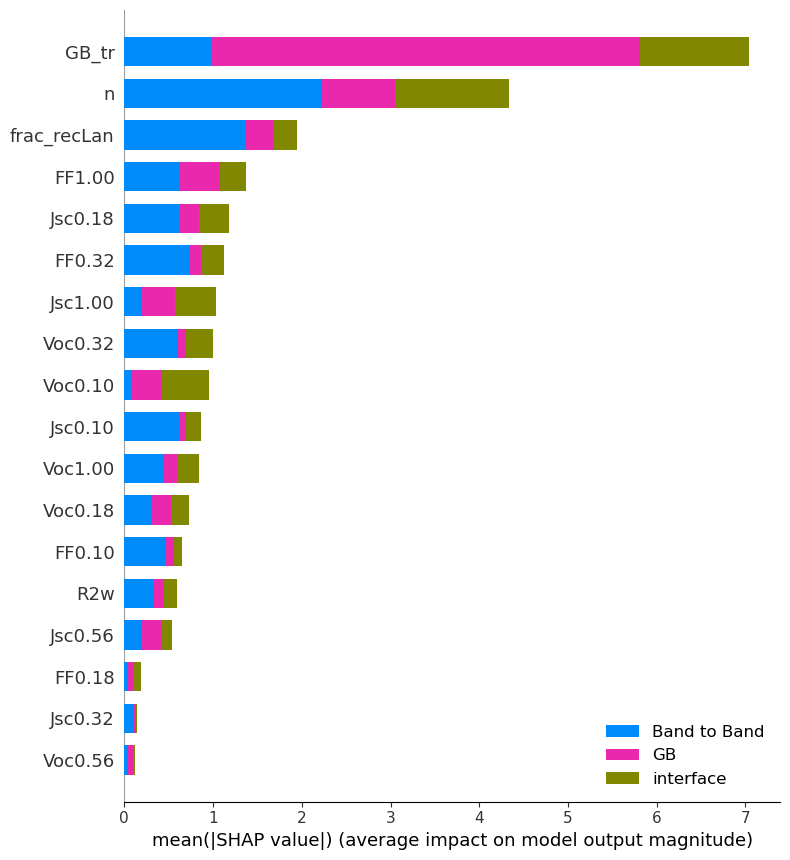 GB_tr
n
frac_recLan
FF1.00
Jsc0.18
FF0.32
Jsc1.00
Voc0.32
Voc0.10
Jsc0.10
Voc1.00
Voc0.18
FF0.10
R2w
Jsc0.56
FF0.18
Jsc0.32
Voc0.56
Band to Band
GB
interface
0 1 2 3 4 5 6 7
mean(|SHAP value|) (average impact on model output magnitude)